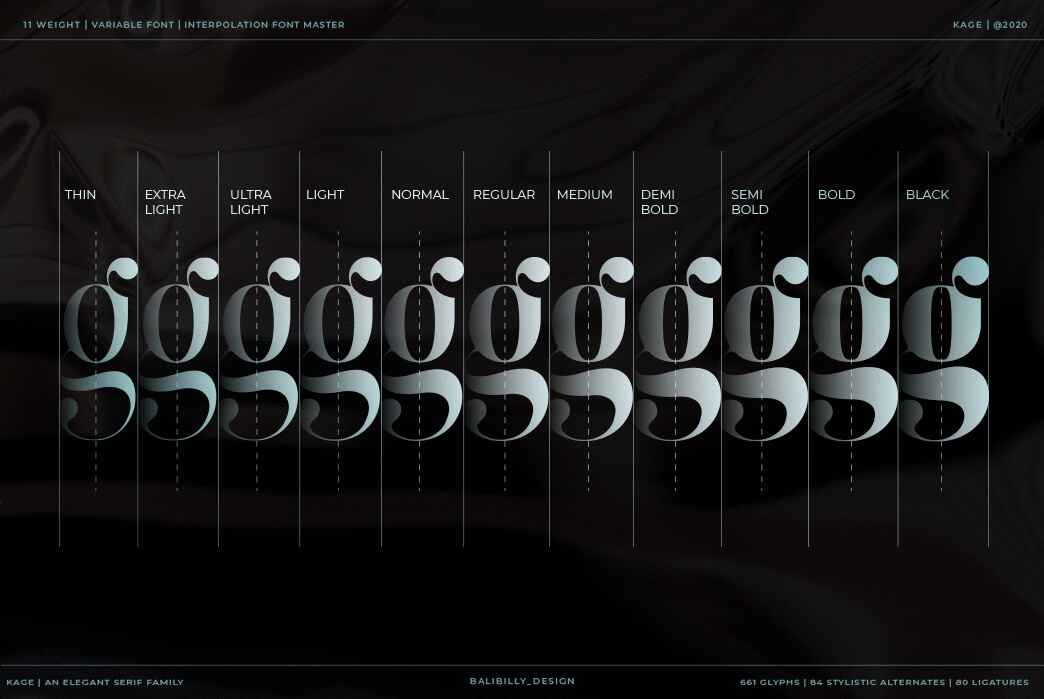 11 WEIGHT | VARIABLE FONT | INTERPOLATION FONT MASTER
KAGE | @2020
THIN
EXTRA
LIGHT
ULTRA
LIGHT
LIGHT
NORMAL
REGULAR
MEDIUM
DEMI
BOLD
SEMI
BOLD
BOLD
BLACK
g g g g g g g g g g g
KAGE | AN ELEGANT SERIF FAMILY
BALIBILLY_DESIGN
661 GLYPHS | 84 STYLISTIC ALTERNATES | 80 LIGATURES